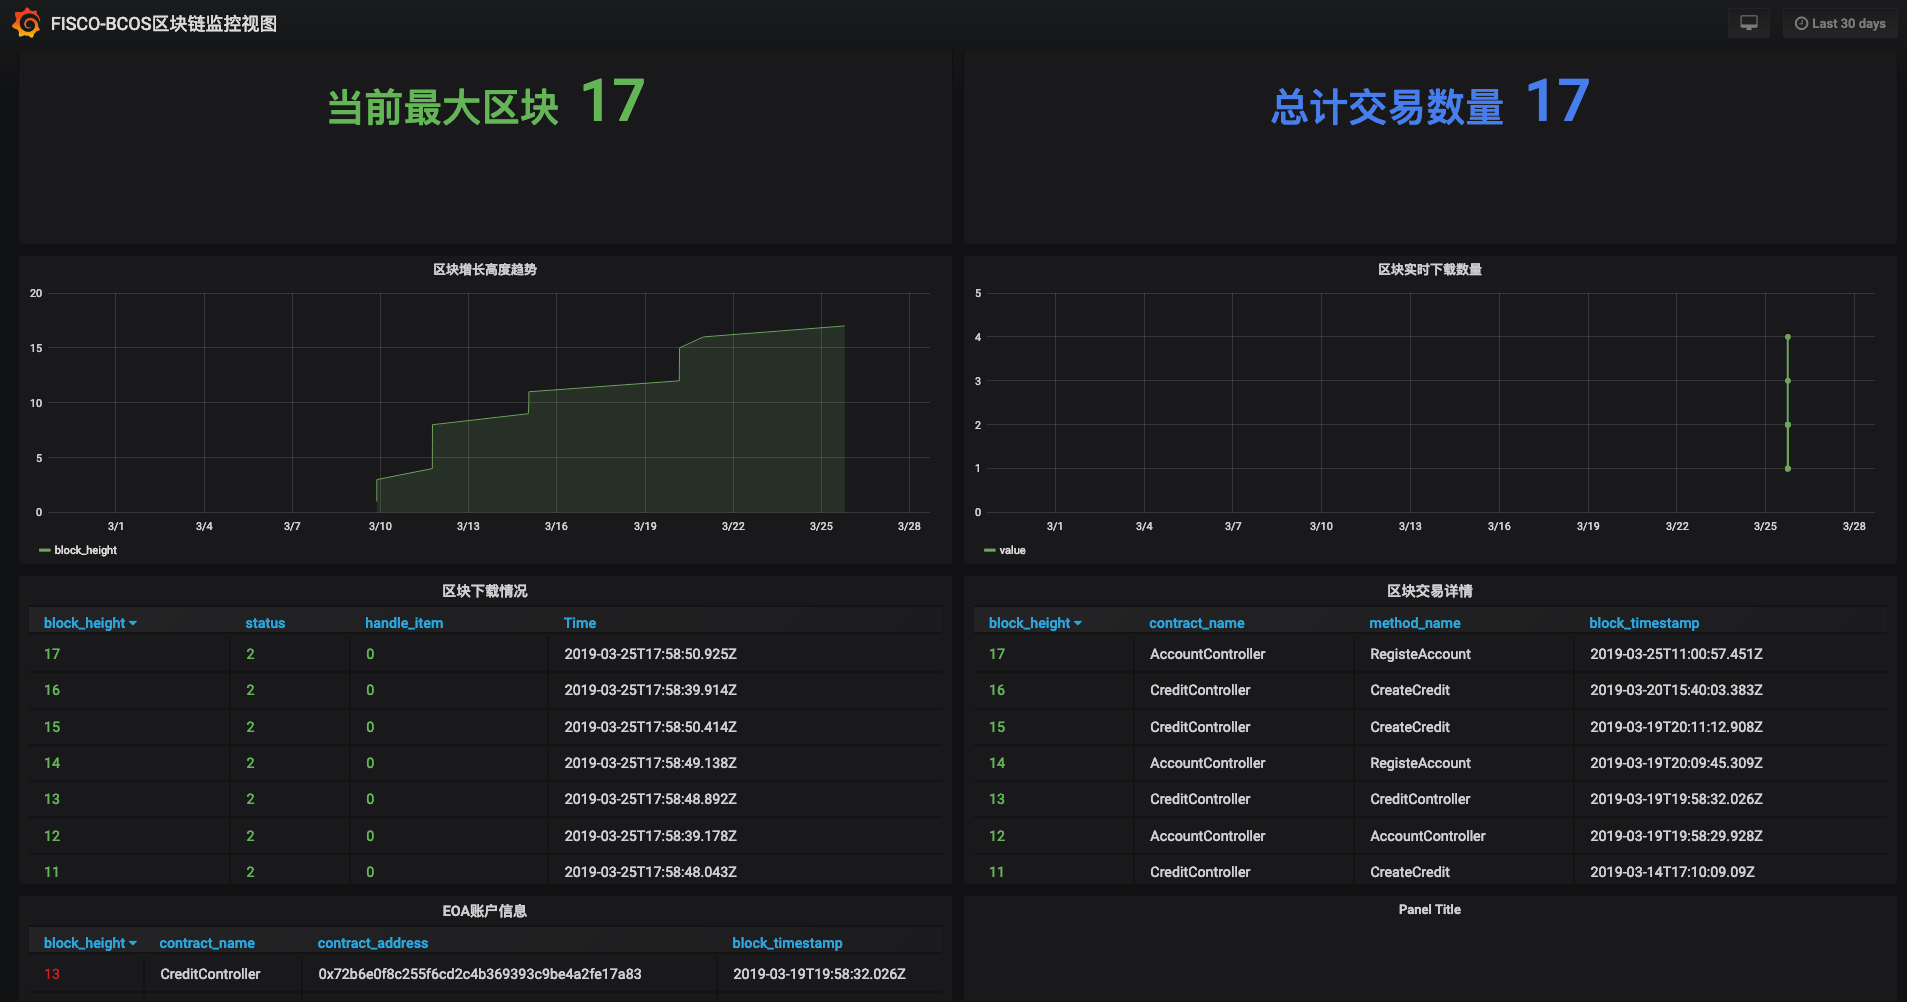 FISCO-BCOS区块链监控视图
Last 30 days
当前最大区块 17
总计交易数量 17
区块增长高度趋势
20
15
10
5
0
3/1 3/4 3/7 3/10 3/13 3/16 3/19 3/22 3/25 3/28
block_height
区块实时下载数量
5
4
3
2
1
0
3/1 3/4 3/7 3/10 3/13 3/16 3/19 3/22 3/25 3/28
value
区块下载情况
block_height status handle_item Time
17 2 0 2019-03-25T17:58:50.925Z
16 2 0 2019-03-25T17:58:39.914Z
15 2 0 2019-03-25T17:58:50.414Z
14 2 0 2019-03-25T17:58:49.138Z
13 2 0 2019-03-25T17:58:48.892Z
12 2 0 2019-03-25T17:58:39.178Z
11 2 0 2019-03-25T17:58:48.043Z
区块交易详情
block_height contract_name method_name block_timestamp
17 AccountController RegisteAccount 2019-03-25T11:00:57.451Z
16 CreditController CreateCredit 2019-03-20T15:40:03.383Z
15 CreditController CreateCredit 2019-03-19T20:11:12.908Z
14 AccountController RegisteAccount 2019-03-19T20:09:45.309Z
13 CreditController CreditController 2019-03-19T19:58:32.026Z
12 AccountController AccountController 2019-03-19T19:58:29.928Z
11 CreditController CreateCredit 2019-03-14T17:10:09.09Z
EOA账户信息
block_height contract_name contract_address block_timestamp
13 CreditController 0x72b6e0f8c255f6cd2c4b369393c9be4a2fe17a83 2019-03-19T19:58:32.026Z
Panel Title